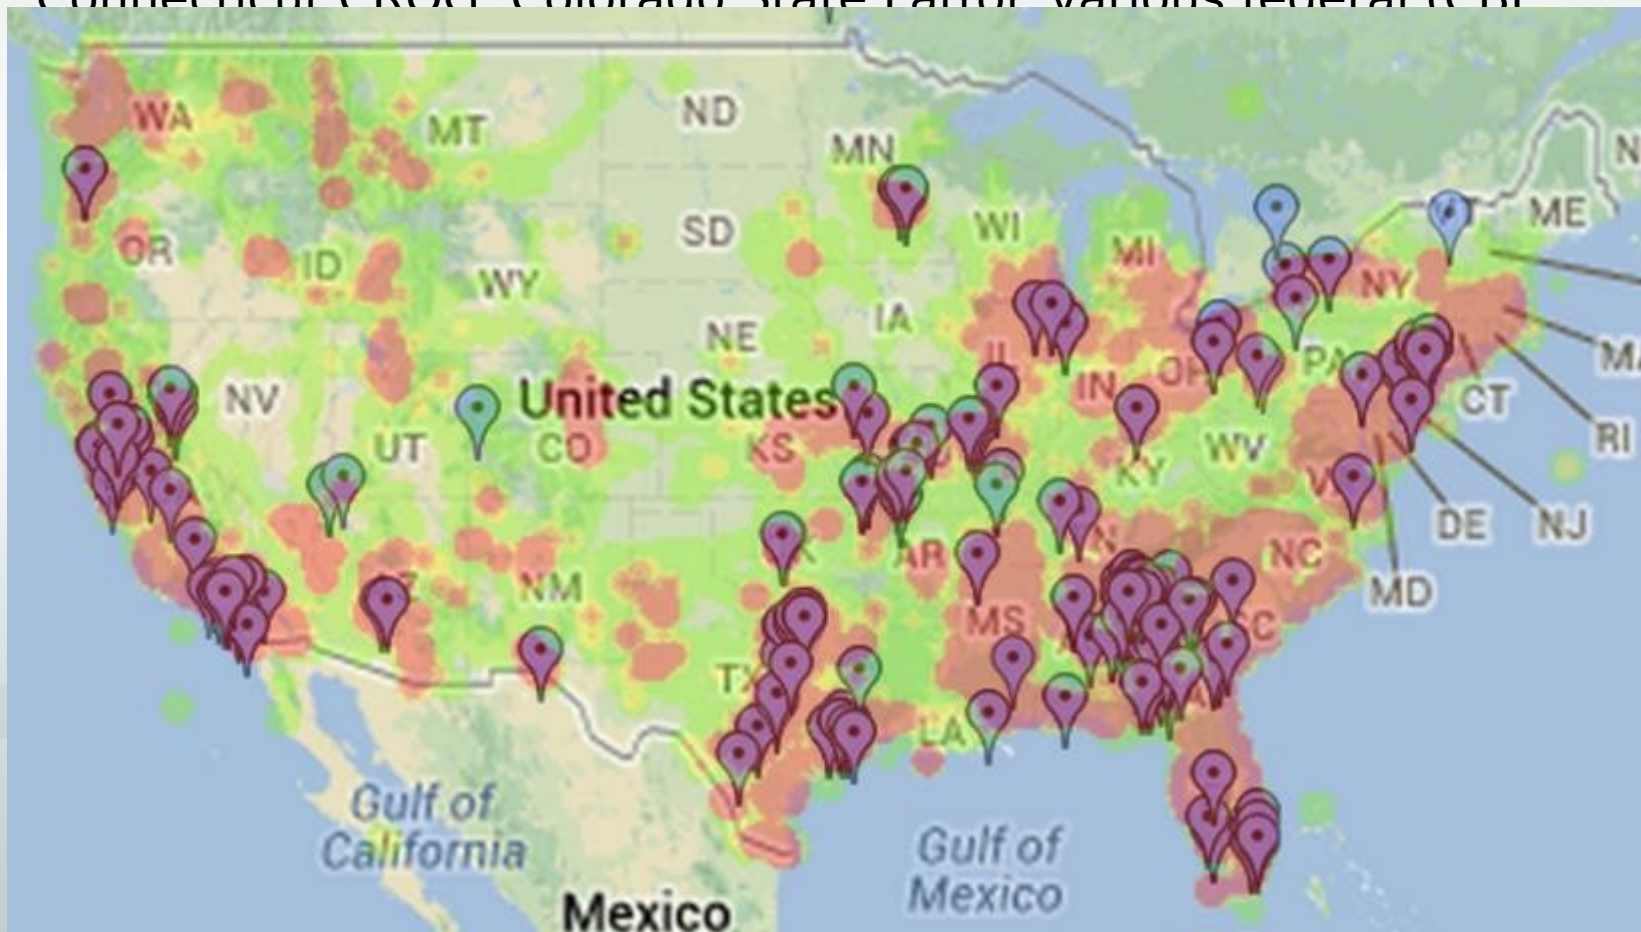 WA
MT
ND
MN
ME
OR
ID
SD
WI
MI
NY
WY
IA
NE
PA
MA
IL
IN
CT
NV
United States
UT
CO
KS
WV
KY
RI
DE
NJ
AR
NC
NM
MD
MS
SC
TX
LA
Gulf of
California
Gulf of
Mexico
Mexico